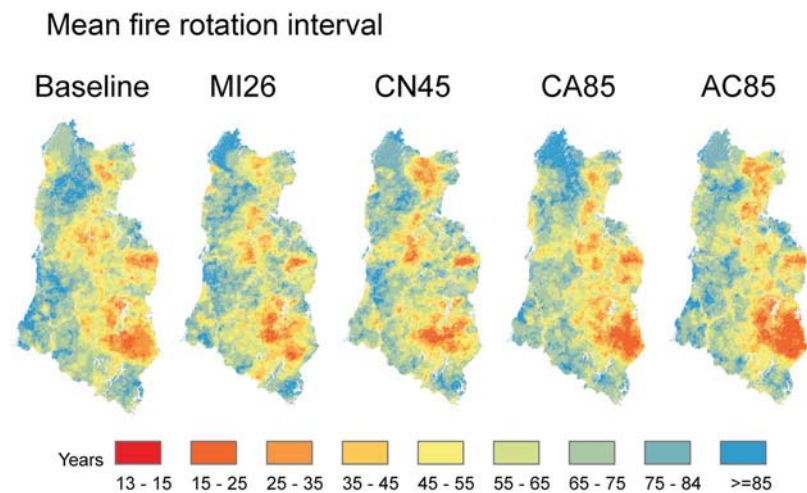 Mean fire rotation interval
Baseline MI26 CN45 CA85 AC85
Years
13 - 15 15 - 25 25 - 35 35 - 45 45 - 55 55 - 65 65 - 75 75 - 84 >=85